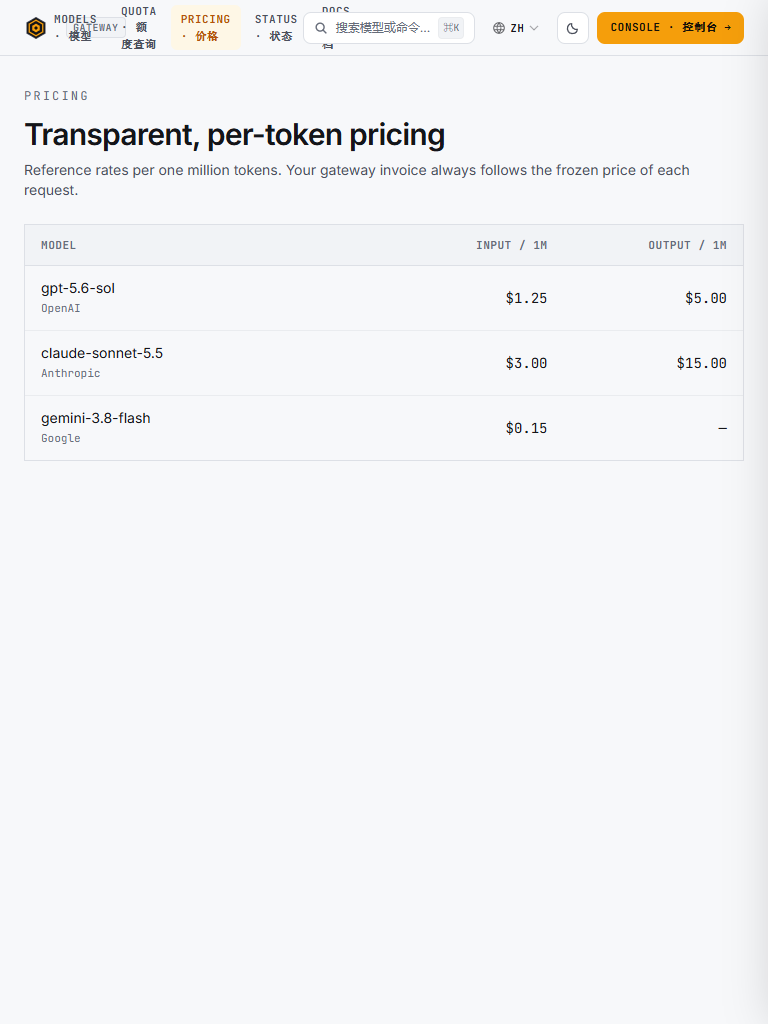 MODELS
· 模型
GATEWAY
QUOTA
· 额
度查询
PRICING
· 价格
STATUS
· 状态
DOCS
搜索模型或命令... ⌘K
ZH
CONSOLE · 控制台 →
PRICING
Transparent, per-token pricing
Reference rates per one million tokens. Your gateway invoice always follows the frozen price of each
request.
MODEL INPUT / 1M OUTPUT / 1M
gpt-5.6-sol
OpenAI
$1.25 $5.00
claude-sonnet-5.5
Anthropic
$3.00 $15.00
gemini-3.8-flash
Google
$0.15 —